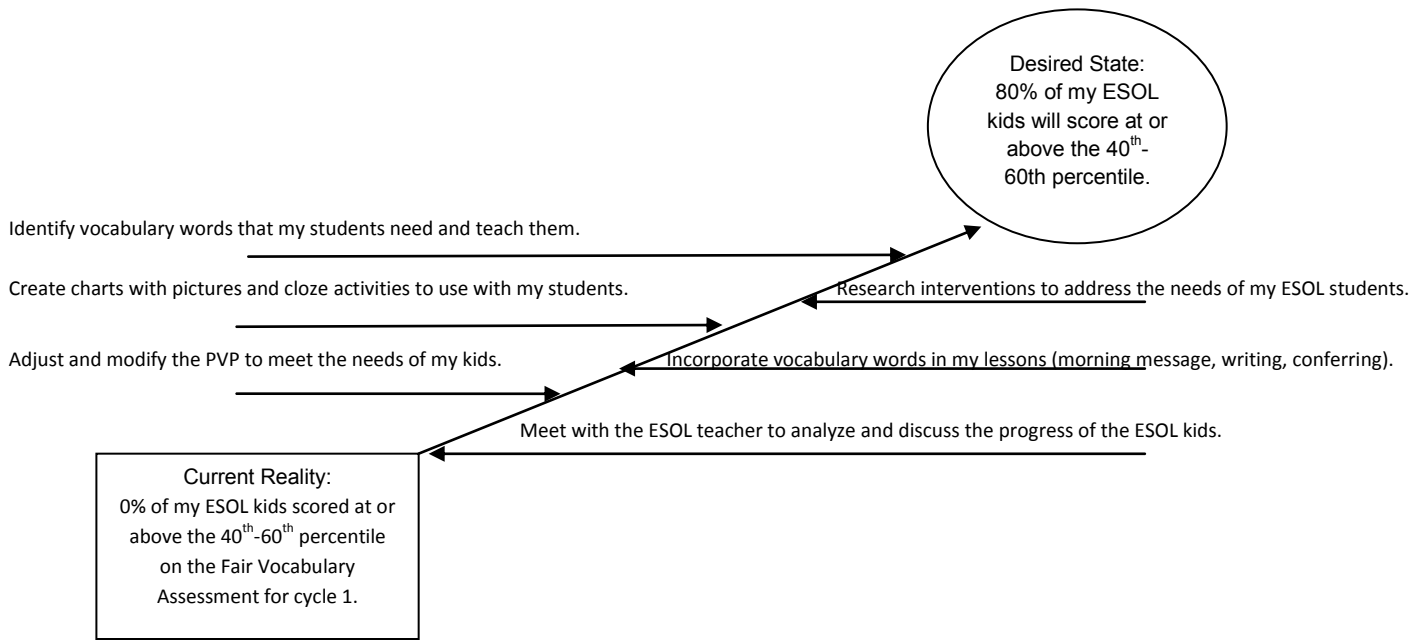 Desired State:
80% of my ESOL
kids will score at or
above the 40th-
60th percentile.
Identify vocabulary words that my students need and teach them.
Create charts with pictures and cloze activities to use with my students.
Research interventions to address the needs of my ESOL students.
Adjust and modify the PVP to meet the needs of my kids.
Incorporate vocabulary words in my lessons (morning message, writing, conferring).
Meet with the ESOL teacher to analyze and discuss the progress of the ESOL kids.
Current Reality:
0% of my ESOL kids scored at or
above the 40th-60th percentile
on the Fair Vocabulary
Assessment for cycle 1.